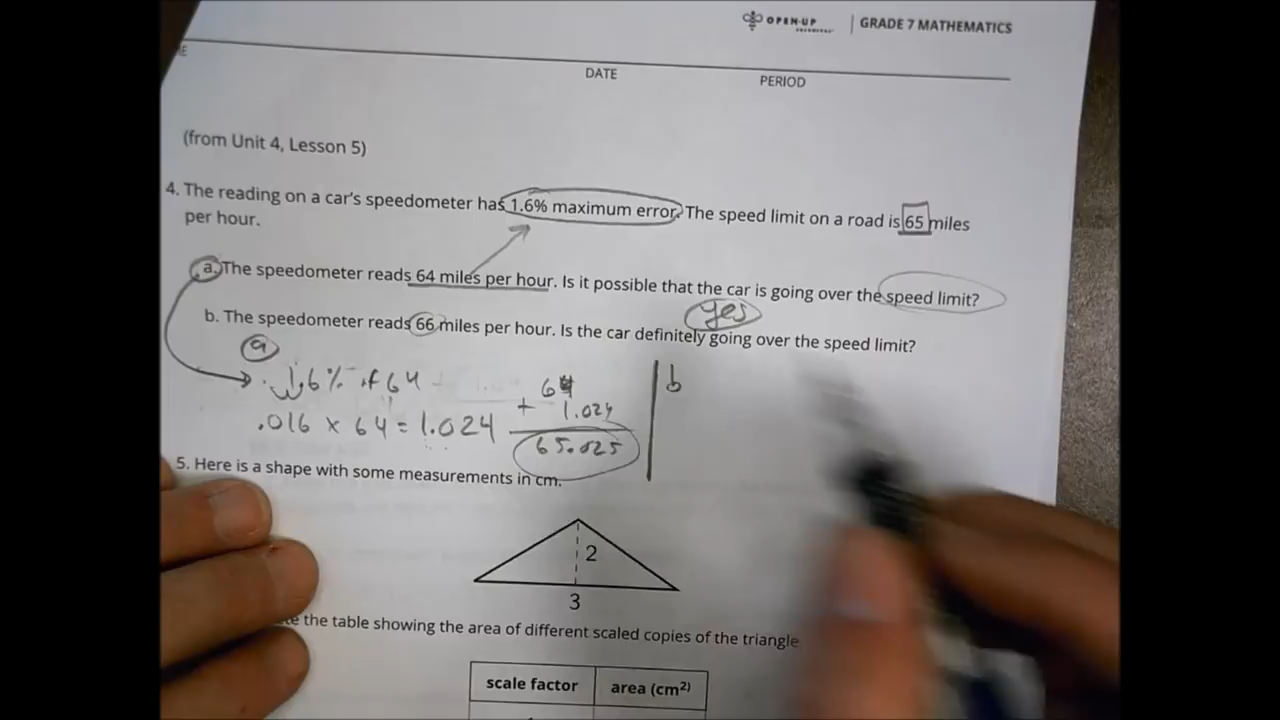 OPEN-UP | GRADE 7 MATHEMATICS
E
DATE
PERIOD
(from Unit 4, Lesson 5)
4. The reading on a car's speedometer has 1.6% maximum error. The speed limit on a road is 65 miles
per hour.
a. The speedometer reads 64 miles per hour. Is it possible that the car is going over the speed limit?
yes
b. The speedometer reads 66 miles per hour. Is the car definitely going over the speed limit?
a
1.6% of 64
64
b
+ 1.024
.016 x 64 = 1.024
65.025
5. Here is a shape with some measurements in cm.
2
3
the table showing the area of different scaled copies of the triangle
scale factor
area (cm²)